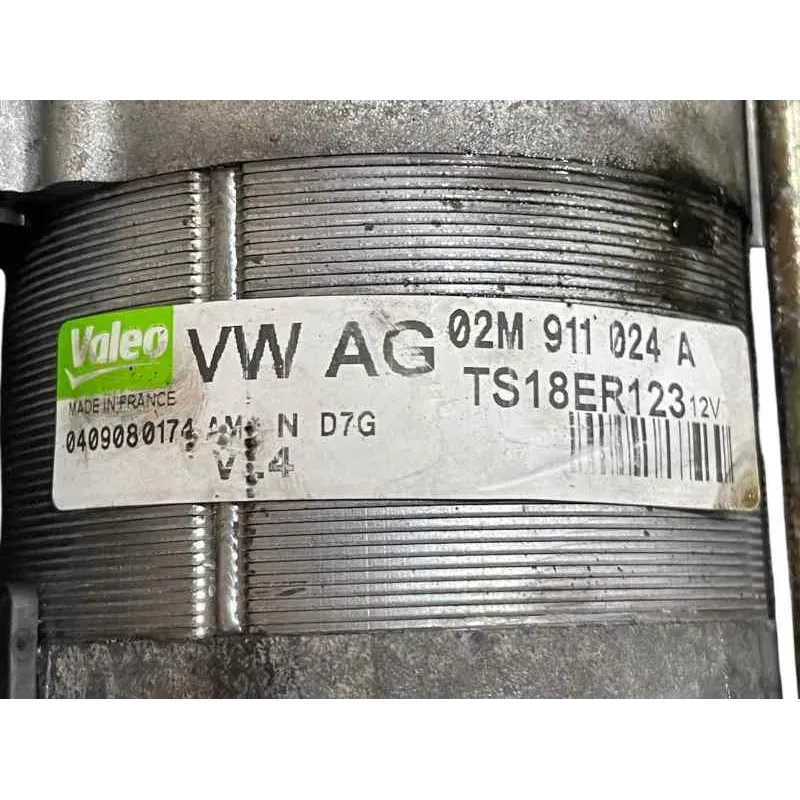 Valeo VW AG 02M 911 024 A
MADE IN FRANCE TS18ER123 12V
0409080174 N D7G